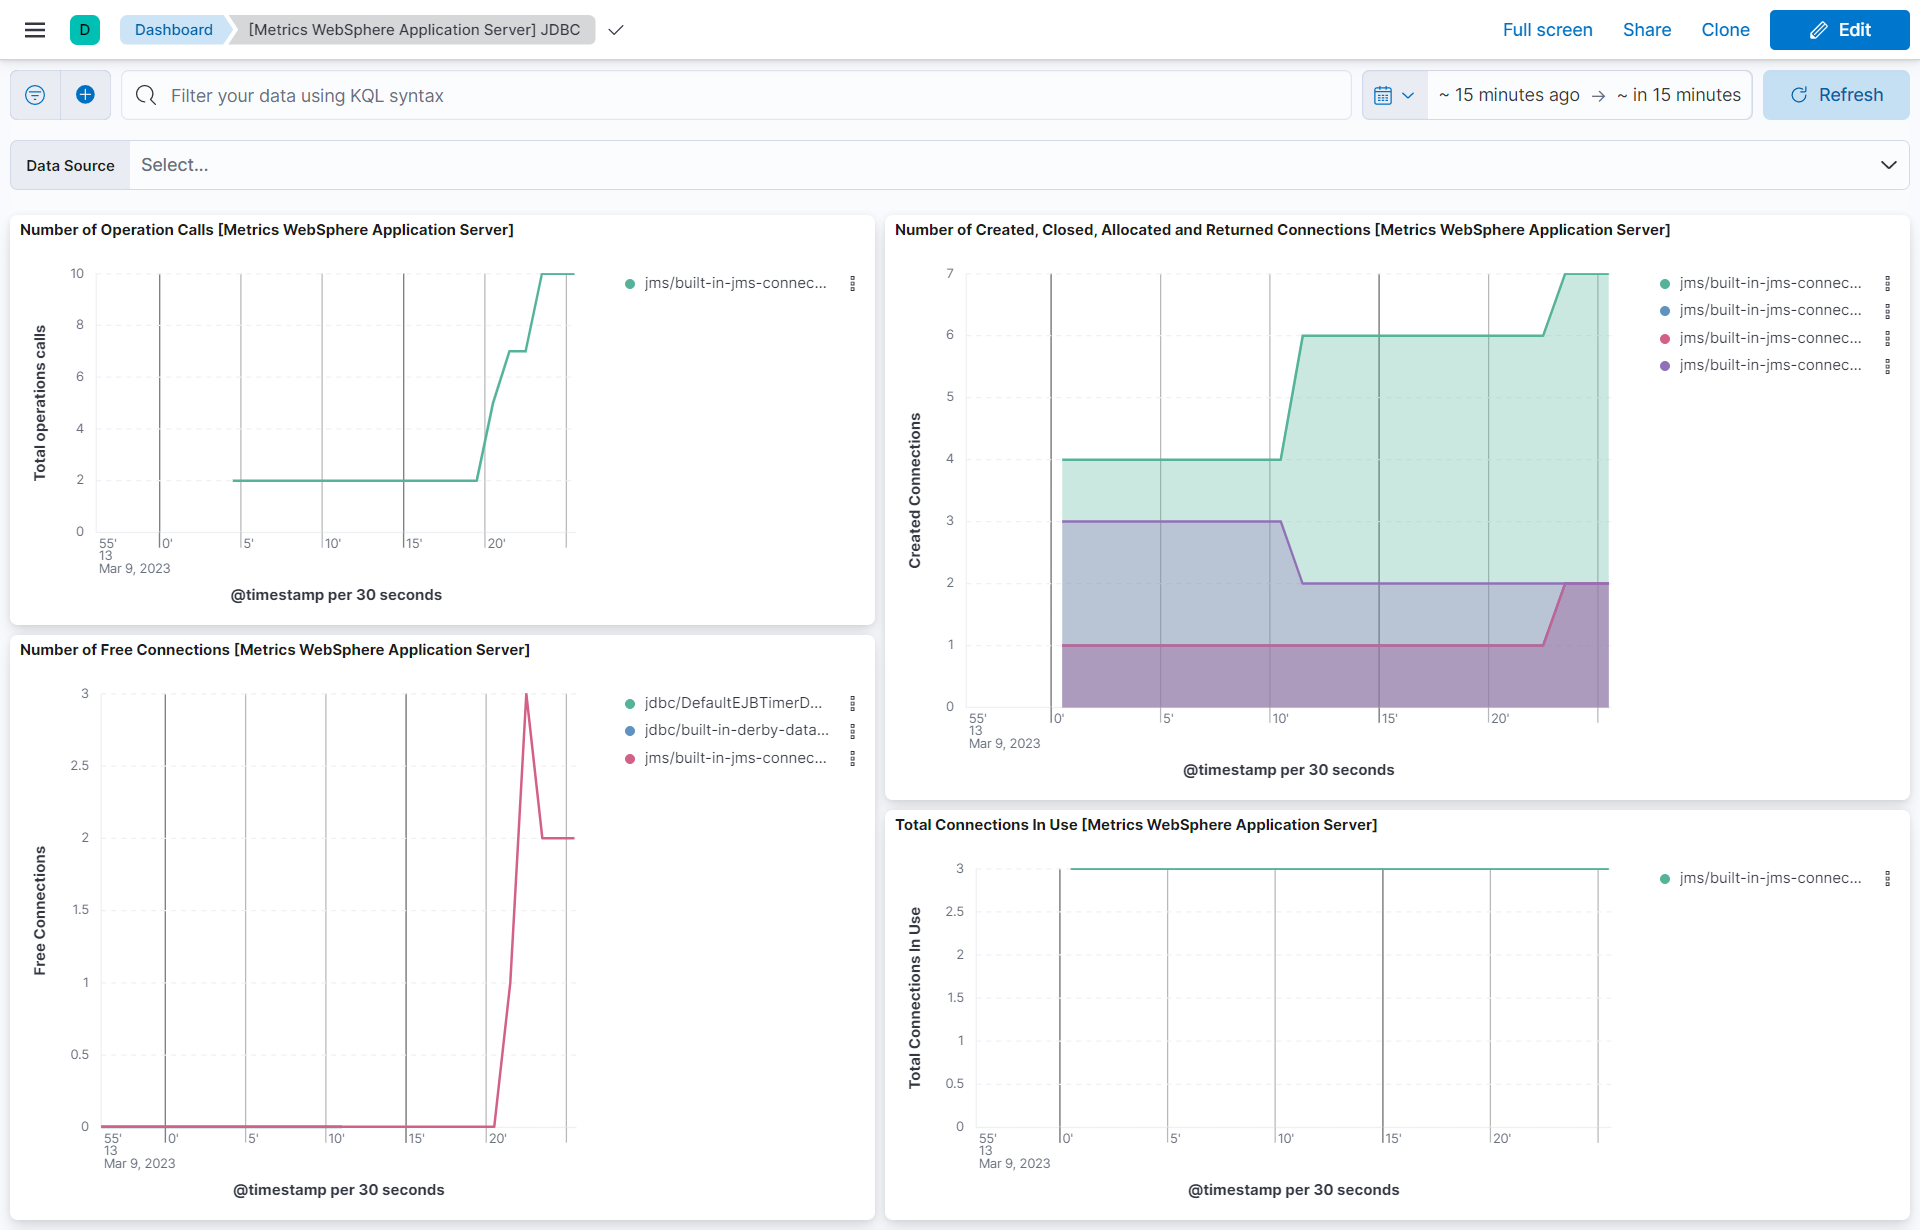 D
Dashboard
[Metrics WebSphere Application Server] JDBC
Full screen
Share
Clone
Edit
Filter your data using KQL syntax
~ 15 minutes ago → ~ in 15 minutes
Refresh
Data Source
Select...
Number of Operation Calls [Metrics WebSphere Application Server]
Total operations calls
10
8
6
4
2
0
55'
0'
5'
10'
15'
20'
13
Mar 9, 2023
@timestamp per 30 seconds
jms/built-in-jms-connec...
Number of Created, Closed, Allocated and Returned Connections [Metrics WebSphere Application Server]
Created Connections
7
6
5
4
3
2
1
0
55'
0'
5'
10'
15'
20'
13
Mar 9, 2023
@timestamp per 30 seconds
jms/built-in-jms-connec...
jms/built-in-jms-connec...
jms/built-in-jms-connec...
jms/built-in-jms-connec...
Number of Free Connections [Metrics WebSphere Application Server]
Free Connections
3
2.5
2
1.5
1
0.5
0
55'
0'
5'
10'
15'
20'
13
Mar 9, 2023
@timestamp per 30 seconds
jdbc/DefaultEJBTimerD...
jdbc/built-in-derby-data...
jms/built-in-jms-connec...
Total Connections In Use [Metrics WebSphere Application Server]
Total Connections In Use
3
2.5
2
1.5
1
0.5
0
55'
0'
5'
10'
15'
20'
13
Mar 9, 2023
@timestamp per 30 seconds
jms/built-in-jms-connec...